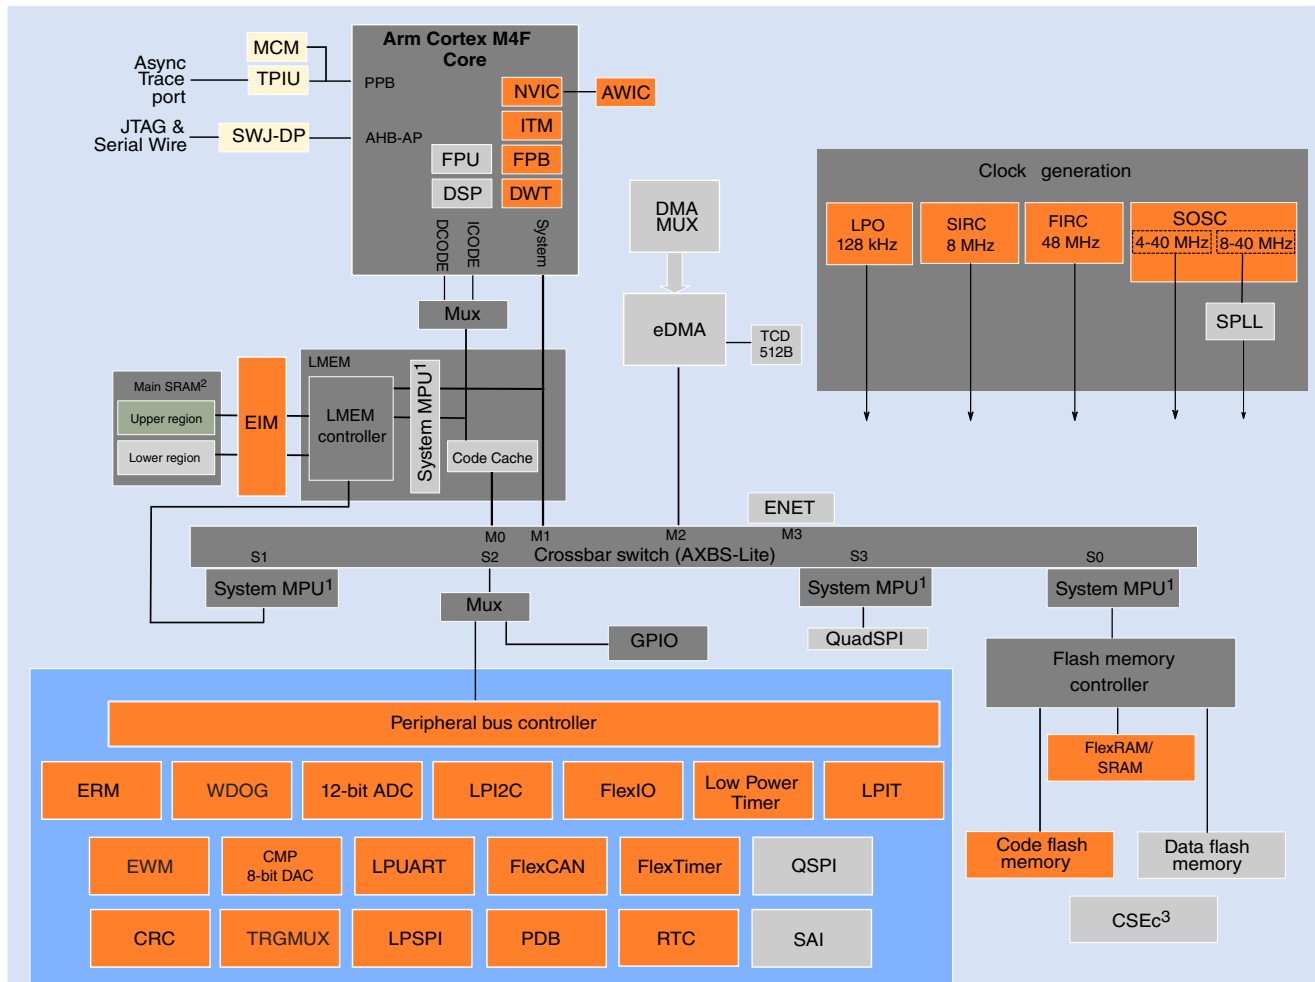 Async
Trace
port
MCM
TPIU
JTAG &
Serial Wire
SWJ-DP
Arm Cortex M4F
Core
PPB
AHB-AP
NVIC
AWIC
ITM
FPU
FPB
DSP
DWT
DCODE
ICODE
System
Mux
DMA
MUX
eDMA
TCD
512B
Clock generation
LPO
128 kHz
SIRC
8 MHz
FIRC
48 MHz
SOSC
4-40 MHz
8-40 MHz
SPLL
Main SRAM2
Upper region
Lower region
EIM
LMEM
LMEM
controller
System MPU1
Code Cache
ENET
M0
M1
M2
M3
Crossbar switch (AXBS-Lite)
S1
S2
S3
S0
System MPU1
Mux
System MPU1
System MPU1
GPIO
QuadSPI
Flash memory
controller
FlexRAM/
SRAM
Code flash
memory
Data flash
memory
CSEc3
Peripheral bus controller
ERM
WDOG
12-bit ADC
LPI2C
FlexIO
Low Power
Timer
LPIT
EWM
CMP
8-bit DAC
LPUART
FlexCAN
FlexTimer
QSPI
CRC
TRGMUX
LPSPI
PDB
RTC
SAI